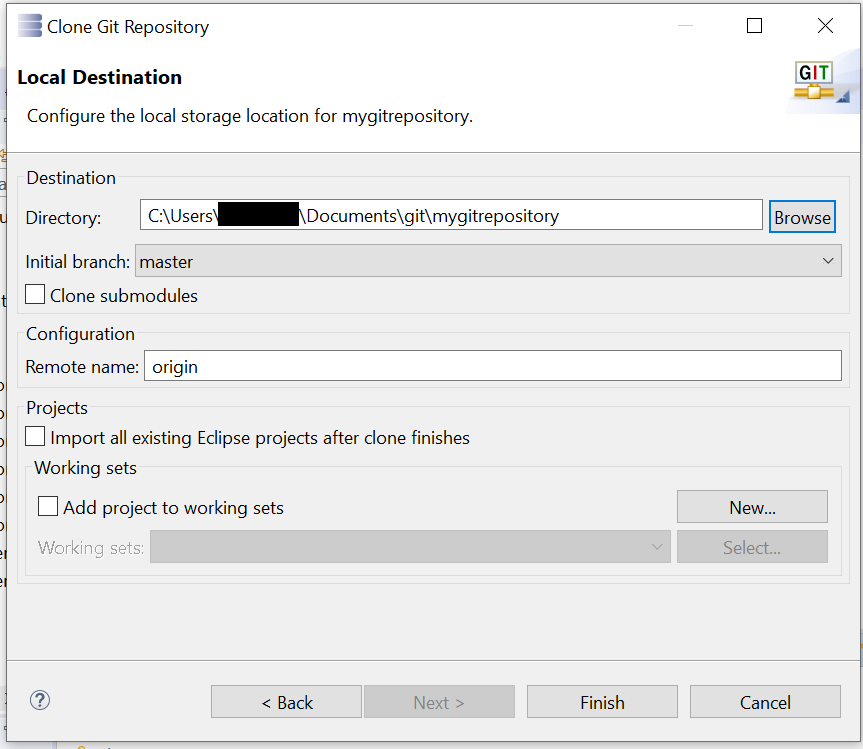 Clone Git Repository
Local Destination
GIT
Configure the local storage location for mygitrepository.
Destination
Directory: C:\Users\ \Documents\git\mygitrepository Browse
Initial branch: master
Clone submodules
Configuration
Remote name: origin
Projects
Import all existing Eclipse projects after clone finishes
Working sets
Add project to working sets New...
Working sets: Select...
? < Back Next > Finish Cancel